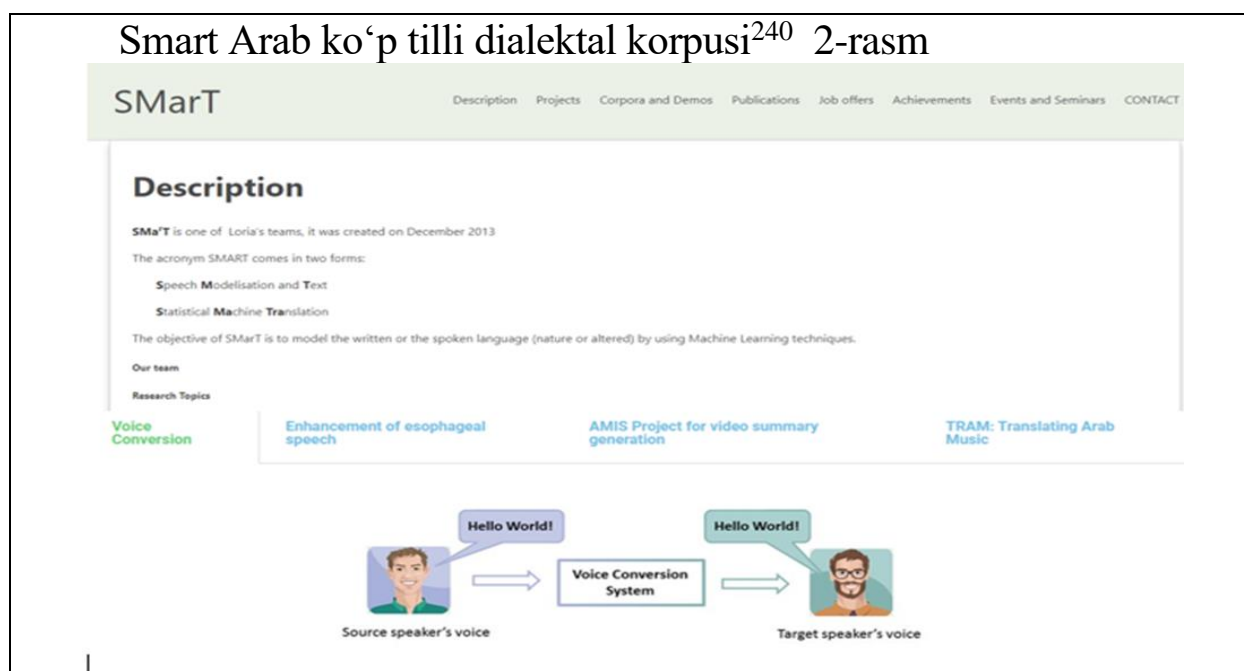 Smart Arab ko‘p tilli dialektal korpusi²⁴⁰ 2-rasm
SMarT
Description Projects Corpora and Demos Publications Job offers Achievements Events and Seminars CONTACT
Description
SMaʳT is one of Loria's teams, it was created on December 2013
The acronym SMART comes in two forms:
Speech Modelisation and Text
Statistical Machine Translation
The objective of SMarT is to model the written or the spoken language (nature or altered) by using Machine Learning techniques.
Our team
Research Topics
Voice Conversion
Enhancement of esophageal speech
AMIS Project for video summary generation
TRAM: Translating Arab Music
Hello World!
Hello World!
Voice Conversion
System
Source speaker's voice
Target speaker's voice